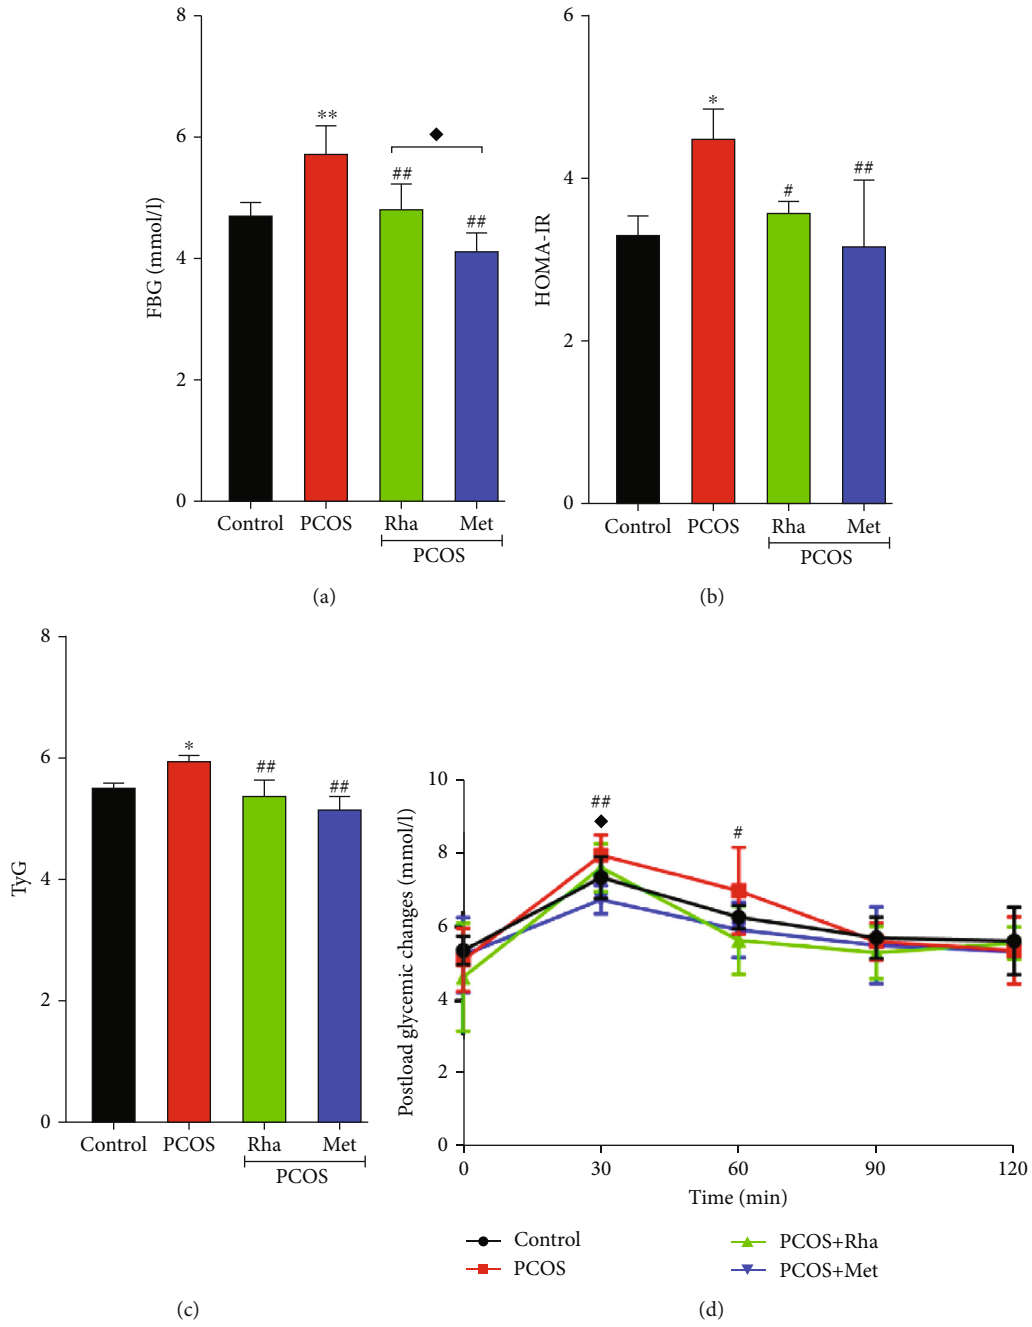 8
6
4
2
0
FBG (mmol/l)
**
##
##
◆
Control PCOS Rha Met
PCOS
(a)
6
4
2
0
HOMA-IR
*
#
##
Control PCOS Rha Met
PCOS
(b)
8
6
4
2
0
TyG
*
##
##
Control PCOS Rha Met
PCOS
(c)
10
8
6
4
2
0
Postload glycemic changes (mmol/l)
##
◆
#
0 30 60 90 120
Time (min)
Control
PCOS
PCOS+Rha
PCOS+Met
(d)